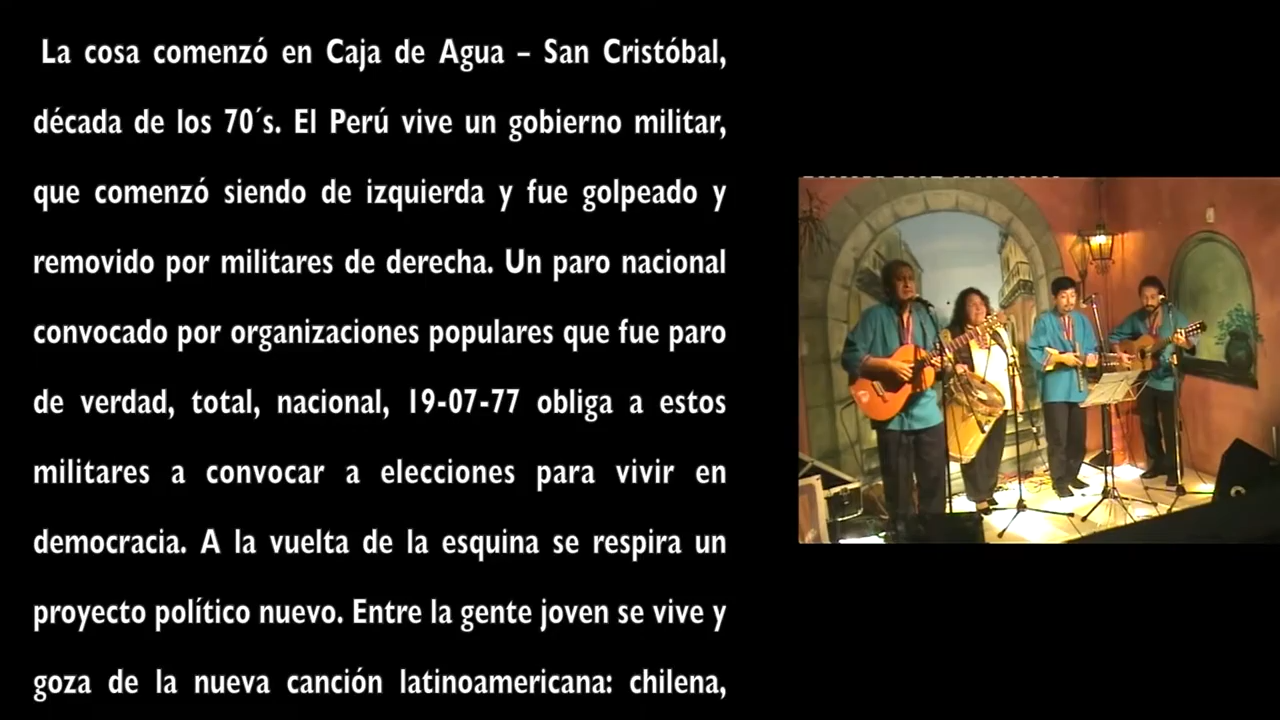 La cosa comenzó en Caja de Agua – San Cristóbal,
década de los 70´s. El Perú vive un gobierno militar,
que comenzó siendo de izquierda y fue golpeado y
removido por militares de derecha. Un paro nacional
convocado por organizaciones populares que fue paro
de verdad, total, nacional, 19-07-77 obliga a estos
militares a convocar a elecciones para vivir en
democracia. A la vuelta de la esquina se respira un
proyecto político nuevo. Entre la gente joven se vive y
goza de la nueva canción latinoamericana: chilena,